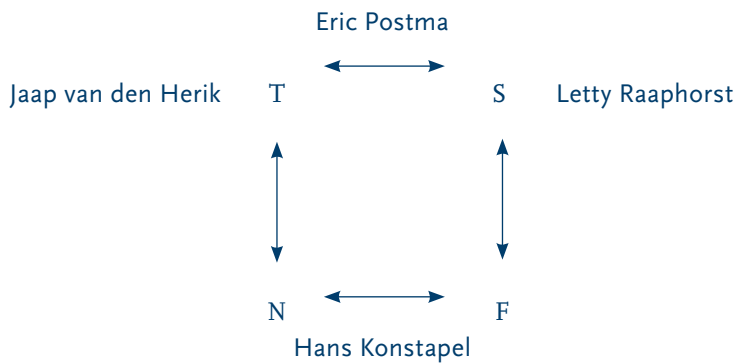 Eric Postma
Jaap van den Herik T S Letty Raaphorst
N F
Hans Konstapel